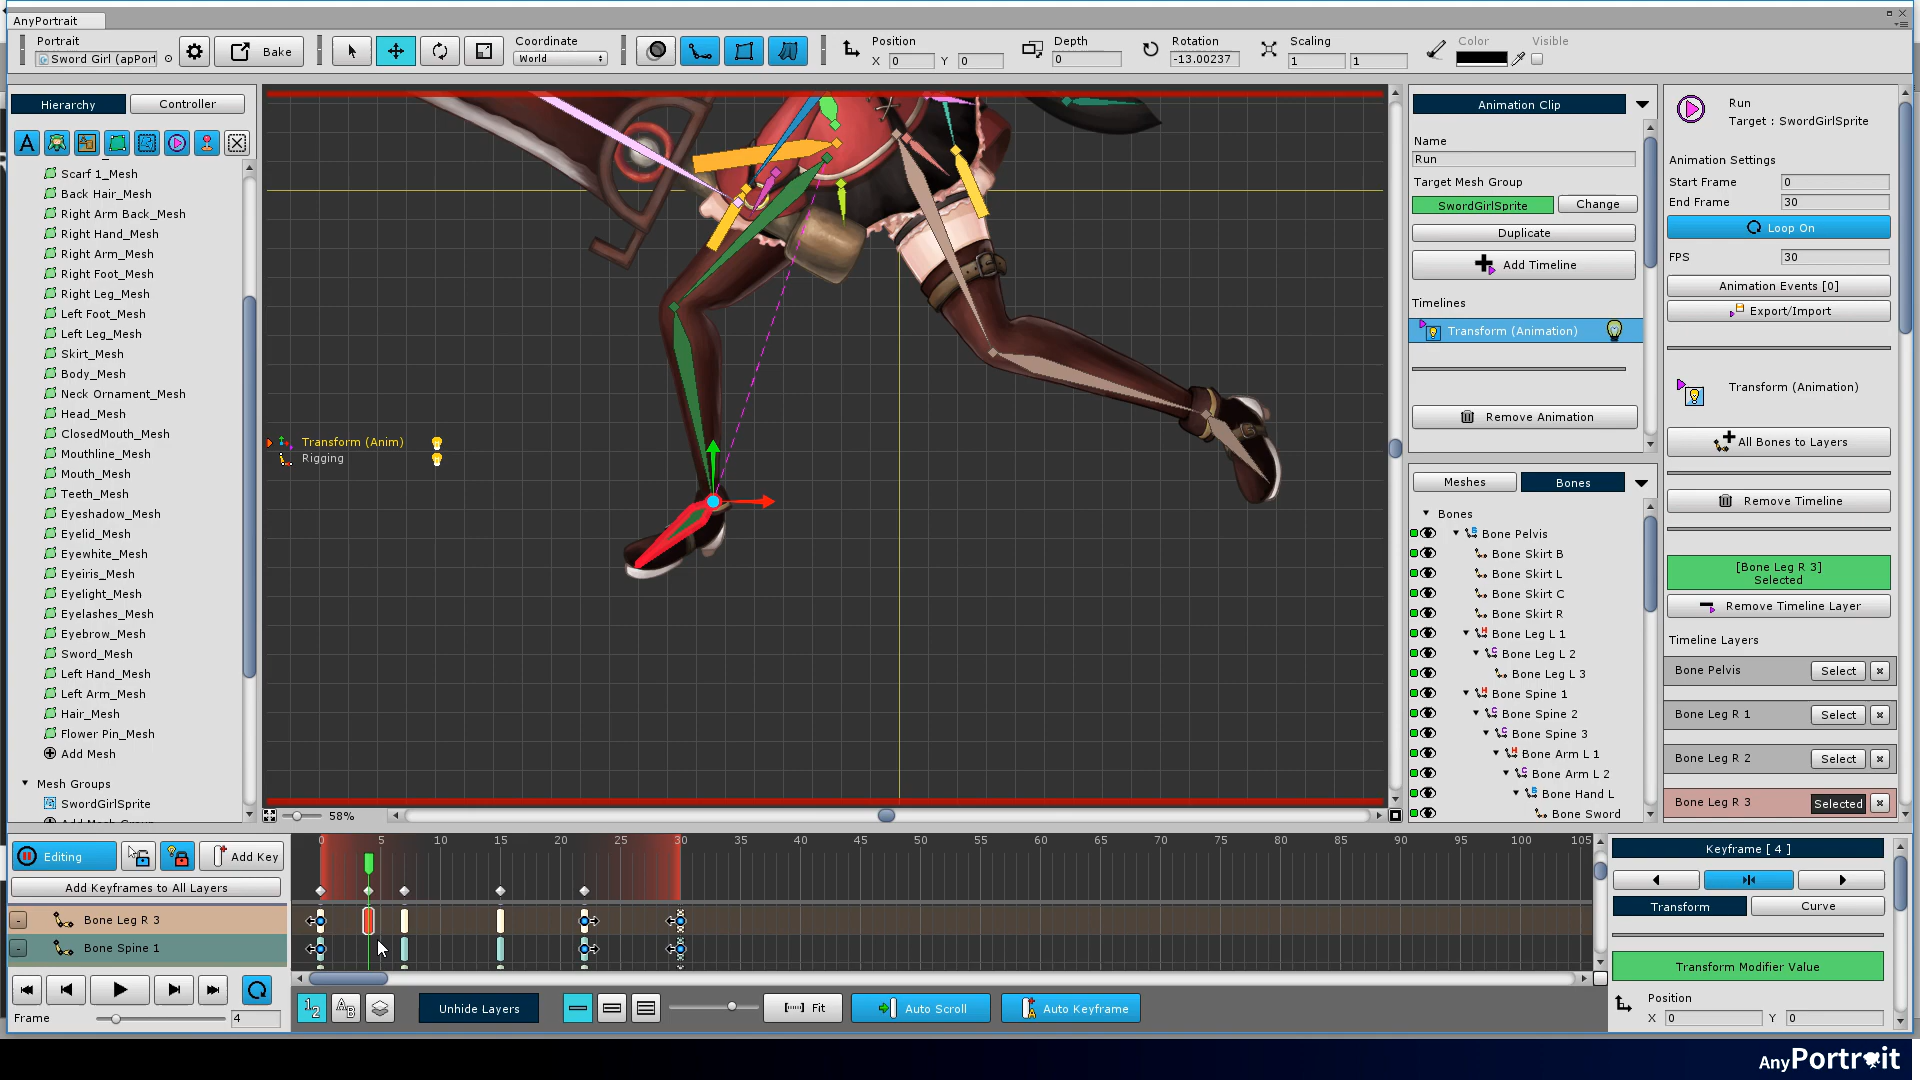 AnyPortrait
Portrait
Sword Girl (apPort
Bake
Coordinate
World
Position
X 0 Y 0
Depth
0
Rotation
-13.00237
Scaling
1 1
Color
Visible
Hierarchy
Controller
Scarf 1_Mesh
Back Hair_Mesh
Right Arm Back_Mesh
Right Hand_Mesh
Right Arm_Mesh
Right Foot_Mesh
Right Leg_Mesh
Left Foot_Mesh
Left Leg_Mesh
Skirt_Mesh
Body_Mesh
Neck Ornament_Mesh
Head_Mesh
ClosedMouth_Mesh
Mouthline_Mesh
Mouth_Mesh
Teeth_Mesh
Eyeshadow_Mesh
Eyelid_Mesh
Eyewhite_Mesh
Eyeiris_Mesh
Eyelight_Mesh
Eyelashes_Mesh
Eyebrow_Mesh
Sword_Mesh
Left Hand_Mesh
Left Arm_Mesh
Hair_Mesh
Flower Pin_Mesh
Add Mesh
Mesh Groups
SwordGirlSprite
Transform (Anim)
Rigging
58%
Animation Clip
Name
Run
Target Mesh Group
SwordGirlSprite
Change
Duplicate
Add Timeline
Timelines
Transform (Animation)
Remove Animation
Meshes
Bones
Bones
Bone Pelvis
Bone Skirt B
Bone Skirt L
Bone Skirt C
Bone Skirt R
Bone Leg L 1
Bone Leg L 2
Bone Leg L 3
Bone Spine 1
Bone Spine 2
Bone Spine 3
Bone Arm L 1
Bone Arm L 2
Bone Hand L
Bone Sword
Run
Target : SwordGirlSprite
Animation Settings
Start Frame 0
End Frame 30
Loop On
FPS 30
Animation Events [0]
Export/Import
Transform (Animation)
All Bones to Layers
Remove Timeline
[Bone Leg R 3]
Selected
Remove Timeline Layer
Timeline Layers
Bone Pelvis Select
Bone Leg R 1 Select
Bone Leg R 2 Select
Bone Leg R 3 Selected
Editing
Add Key
Add Keyframes to All Layers
Bone Leg R 3
Bone Spine 1
Frame 4
0 5 10 15 20 25 30 35 40 45 50 55 60 65 70 75 80 85 90 95 100 105
Unhide Layers
Fit
Auto Scroll
Auto Keyframe
Keyframe [ 4 ]
Transform
Curve
Transform Modifier Value
Position
X 0 Y 0
AnyPortrait